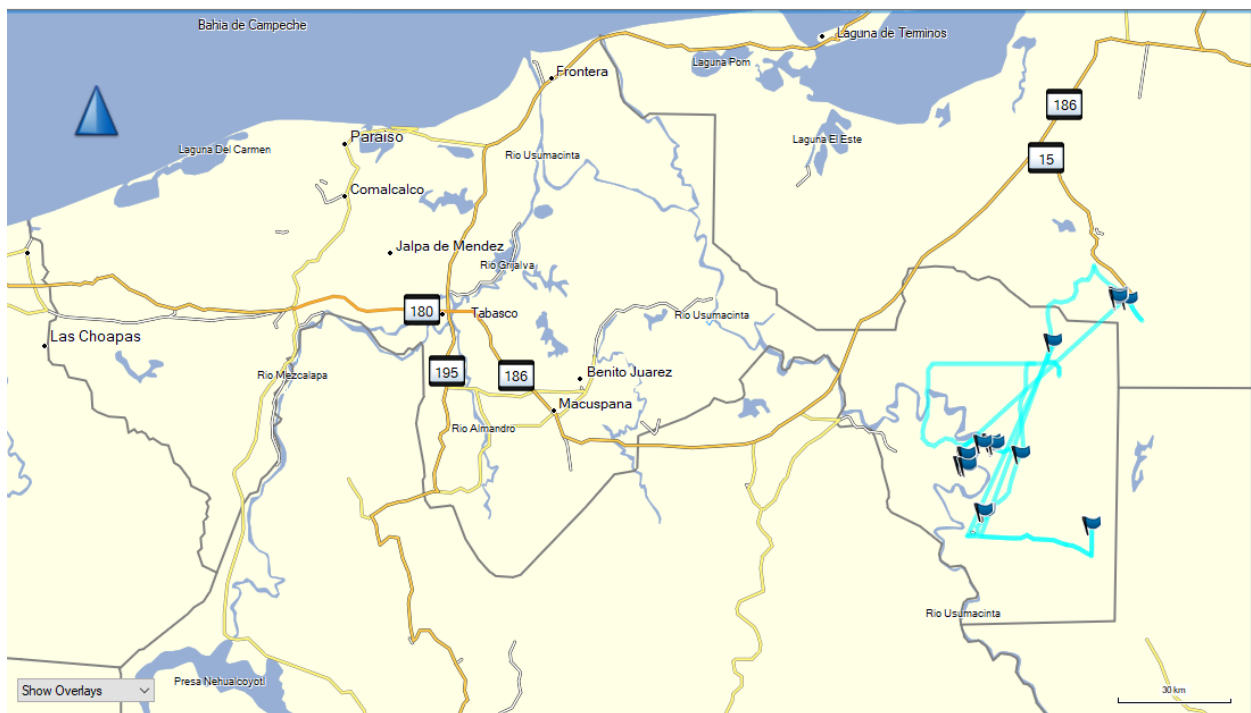 Bahia de Campeche
Laguna de Terminos
Laguna Pom
Frontera
186
Paraiso
Laguna Del Carmen
Laguna El Este
15
Rio Usumacinta
Comalcalco
Jalpa de Mendez
Rio Grijalva
180
Tabasco
Rio Usumacinta
Las Choapas
Rio Mezcalapa
195
186
Benito Juarez
Macuspana
Rio Almandro
Rio Usumacinta
Presa Nehualcoyotl
Show Overlays
30 km